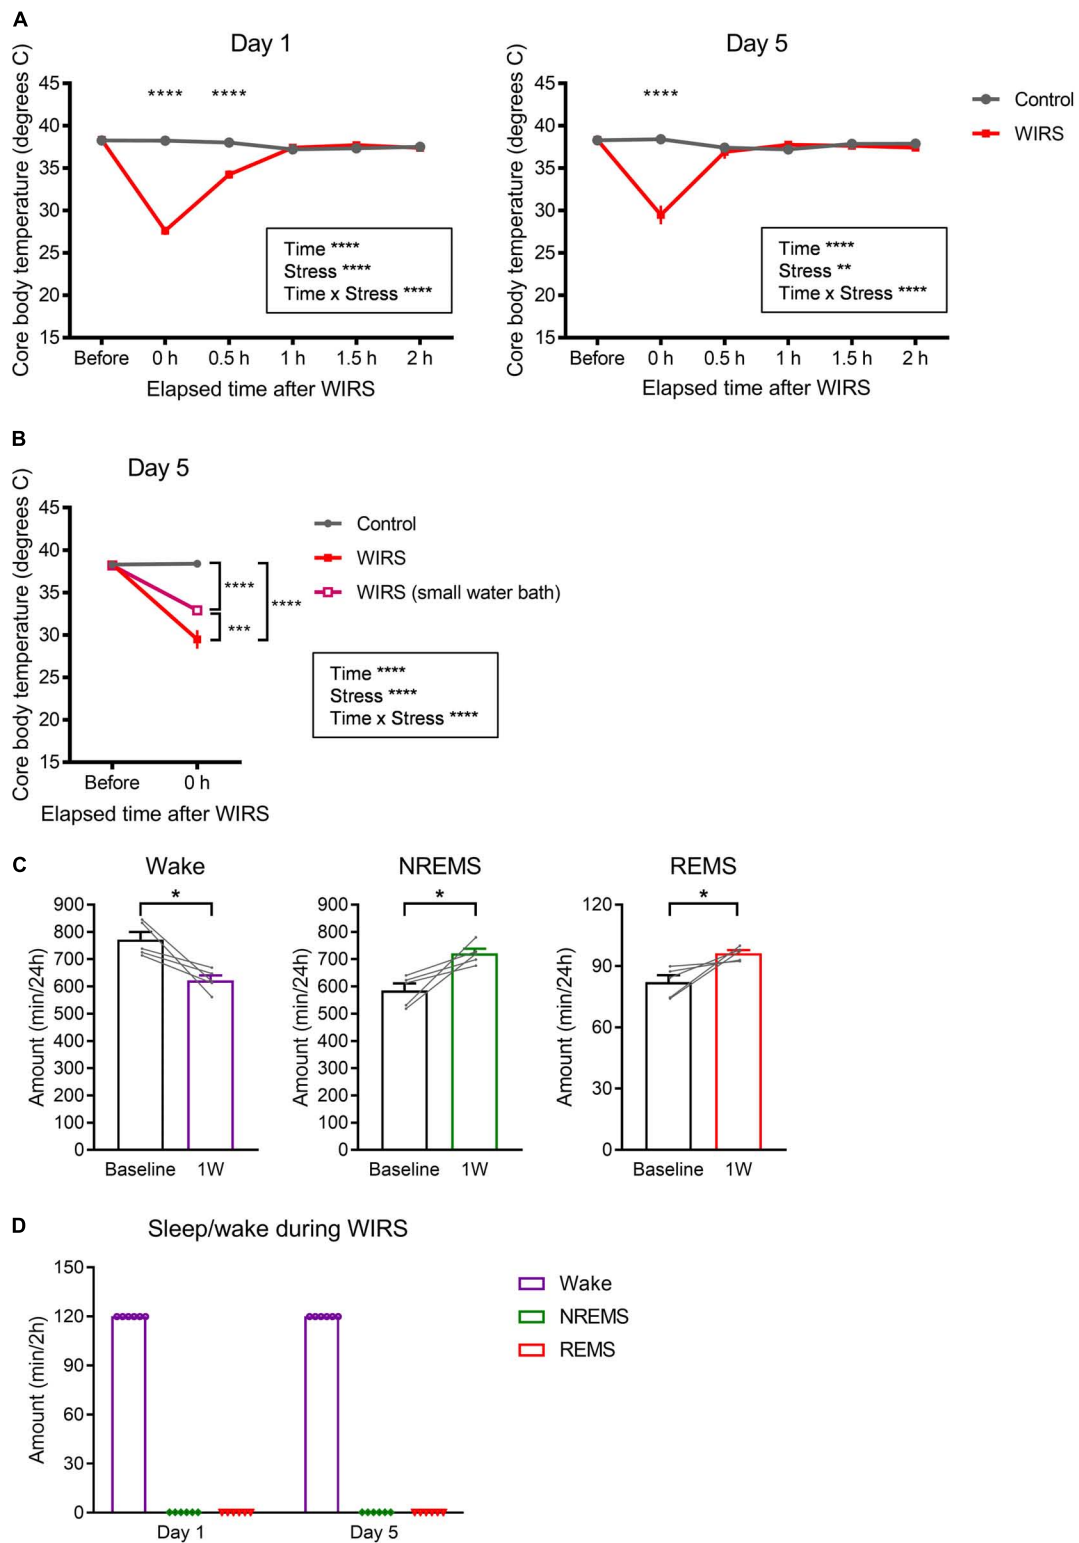 A
Day 1
Day 5
Core body temperature (degrees C)
45
40
35
30
25
20
15
**** ****
Time ****
Stress ****
Time x Stress ****
Before 0 h 0.5 h 1 h 1.5 h 2 h
Elapsed time after WIRS
Core body temperature (degrees C)
45
40
35
30
25
20
15
****
Time ****
Stress **
Time x Stress ****
Before 0 h 0.5 h 1 h 1.5 h 2 h
Elapsed time after WIRS
Control
WIRS
B
Day 5
Core body temperature (degrees C)
45
40
35
30
25
20
15
****
***
****
Before 0 h
Elapsed time after WIRS
Control
WIRS
WIRS (small water bath)
Time ****
Stress ****
Time x Stress ****
C
Wake
Amount (min/24h)
900
800
700
600
500
400
300
200
100
0
*
Baseline 1W
NREMS
Amount (min/24h)
900
800
700
600
500
400
300
200
100
0
*
Baseline 1W
REMS
Amount (min/24h)
120
90
60
30
0
*
Baseline 1W
D
Sleep/wake during WIRS
Amount (min/2h)
150
120
90
60
30
0
Day 1 Day 5
Wake
NREMS
REMS